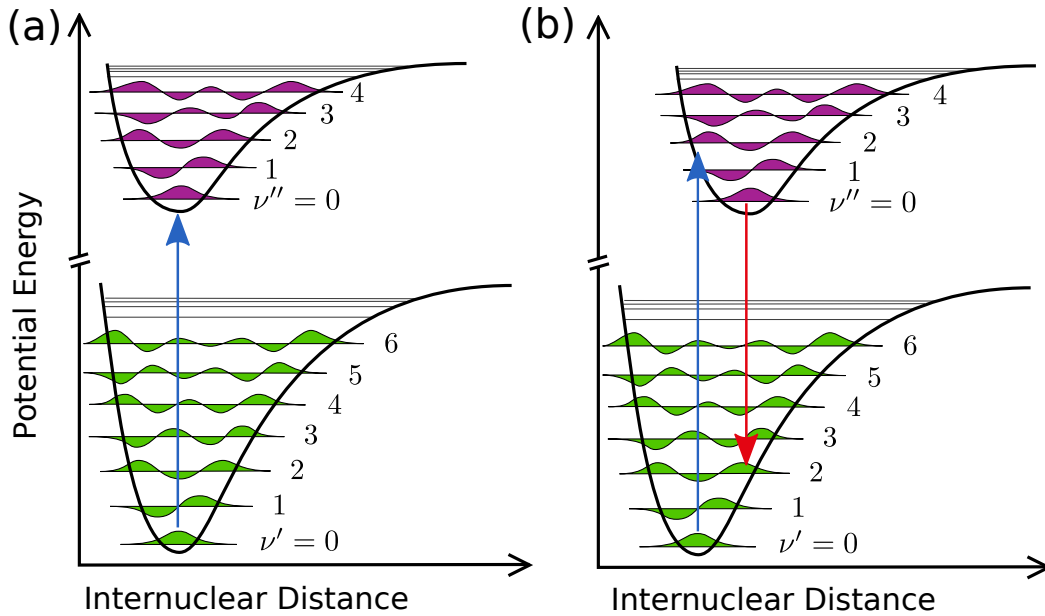 (a)
4
3
2
1
ν′′ = 0
6
5
4
3
2
1
ν′ = 0
Potential Energy
Internuclear Distance
(b)
4
3
2
1
ν′′ = 0
6
5
4
3
2
1
ν′ = 0
Internuclear Distance